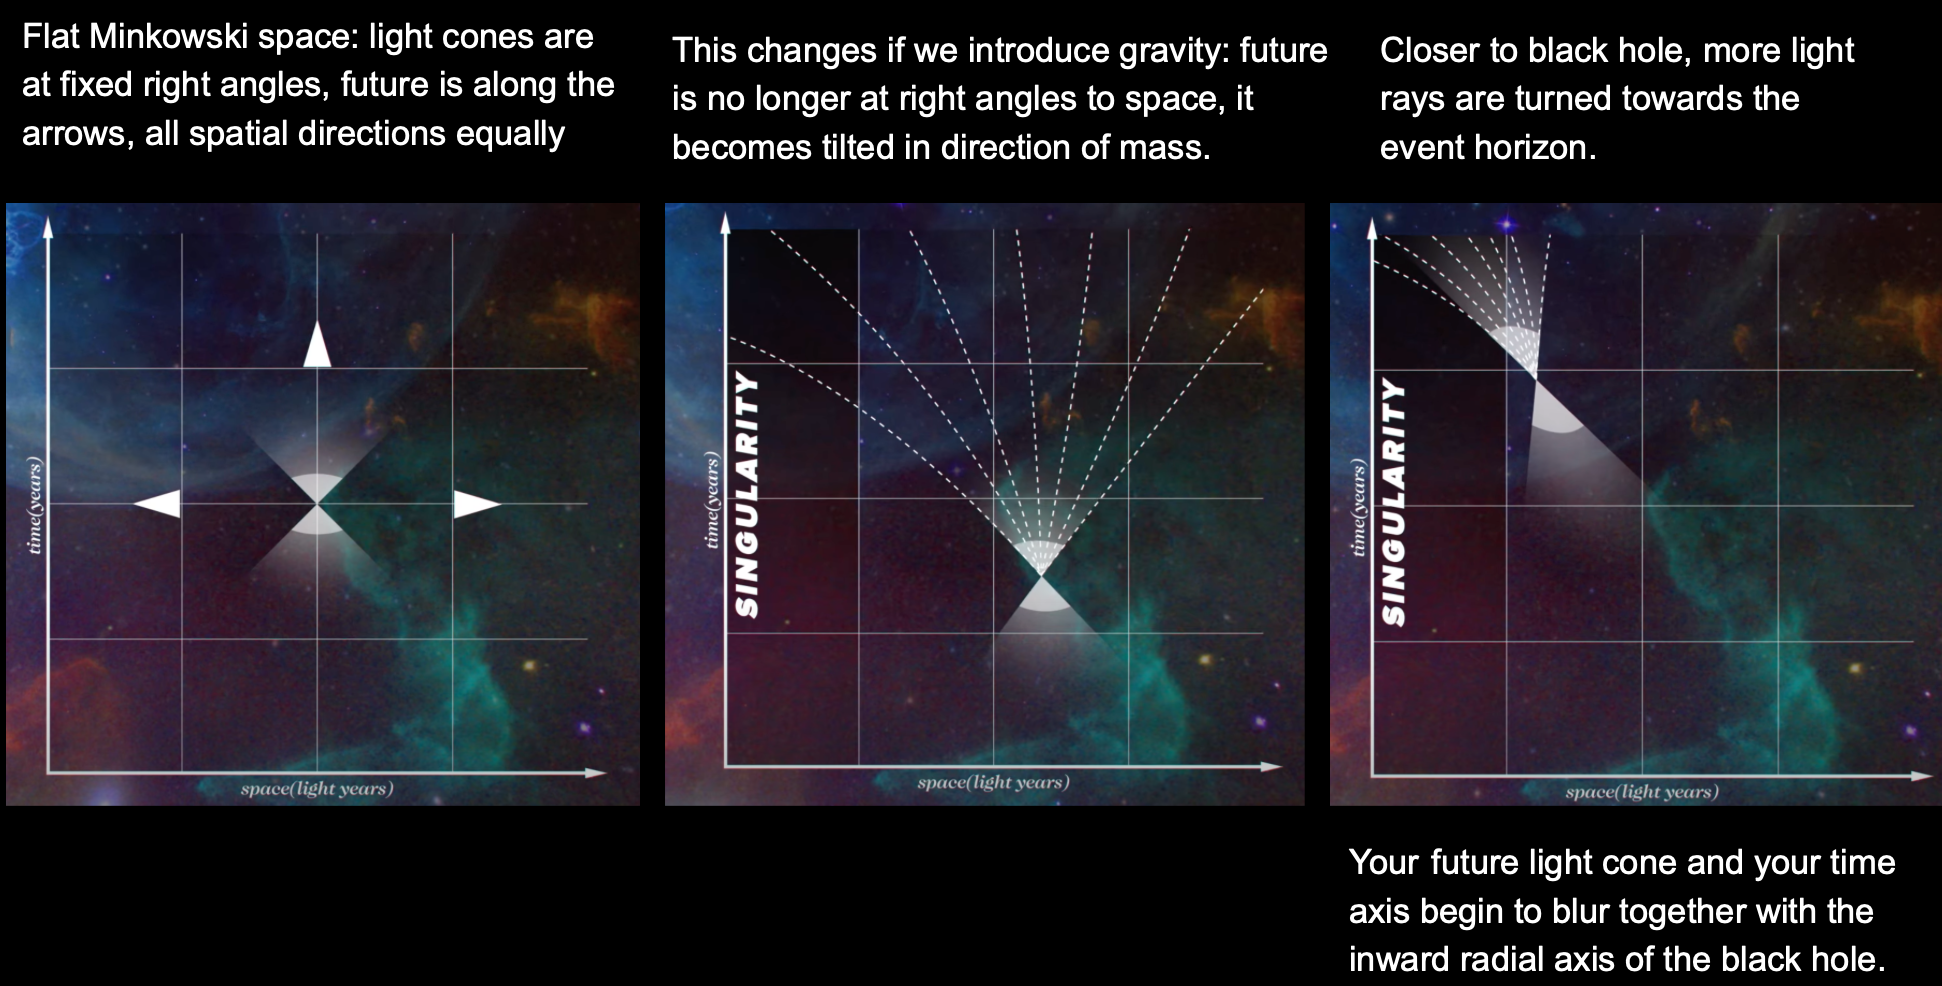 Flat Minkowski space: light cones are
at fixed right angles, future is along the
arrows, all spatial directions equally
This changes if we introduce gravity: future
is no longer at right angles to space, it
becomes tilted in direction of mass.
Closer to black hole, more light
rays are turned towards the
event horizon.
time(years)
space(light years)
time(years)
SINGULARITY
space(light years)
time(years)
SINGULARITY
space(light years)
Your future light cone and your time
axis begin to blur together with the
inward radial axis of the black hole.